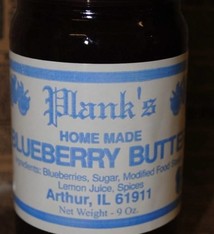 Plank's
HOME MADE
BLUEBERRY BUTTE
Ingredients: Blueberries, Sugar, Modified Food
Lemon Juice, Spices
Arthur, IL 61911
Net Weight - 9 Oz.